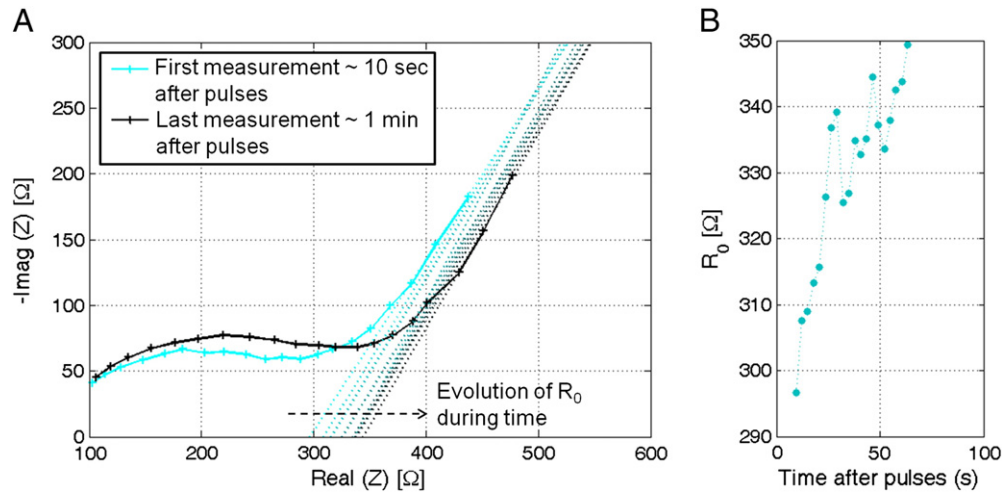 A
300
250
200
150
100
50
0
-Imag (Z) [Ω]
First measurement ~ 10 sec
after pulses
Last measurement ~ 1 min
after pulses
Evolution of R0
during time
100
200
300
400
500
600
Real (Z) [Ω]
B
350
340
330
320
310
300
290
R0 [Ω]
0
50
100
Time after pulses (s)